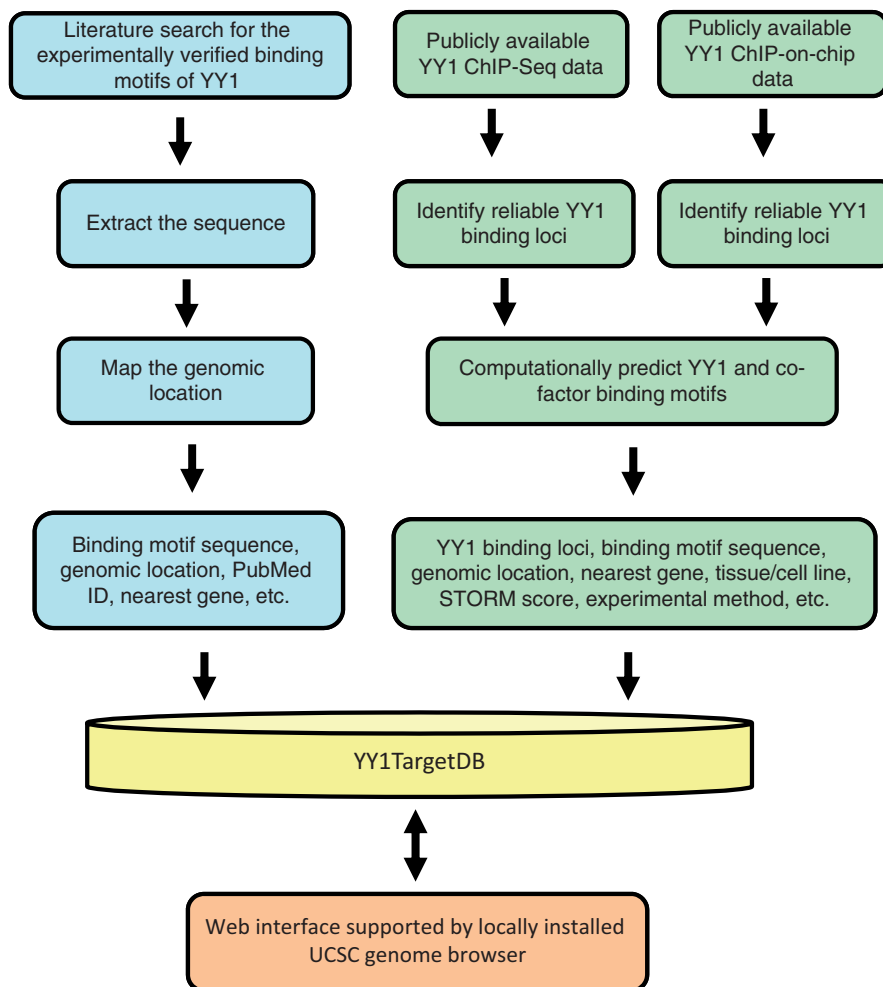 Literature search for the
experimentally verified binding
motifs of YY1
Publicly available
YY1 ChIP-Seq data
Publicly available
YY1 ChIP-on-chip
data
Extract the sequence
Identify reliable YY1
binding loci
Identify reliable YY1
binding loci
Map the genomic
location
Computationally predict YY1 and co-
factor binding motifs
Binding motif sequence,
genomic location, PubMed
ID, nearest gene, etc.
YY1 binding loci, binding motif sequence,
genomic location, nearest gene, tissue/cell line,
STORM score, experimental method, etc.
YY1TargetDB
Web interface supported by locally installed
UCSC genome browser